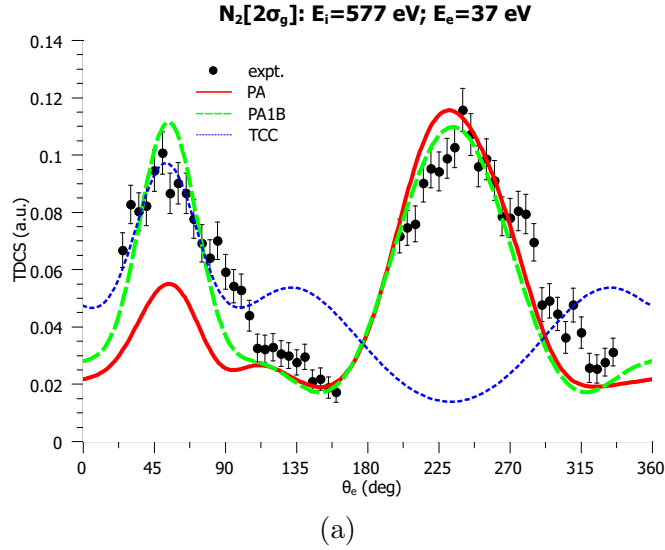 N₂[2σg]: Eᵢ=577 eV; Eₑ=37 eV
0.14
0.12
0.1
0.08
0.06
0.04
0.02
0
TDCS (a.u.)
expt.
PA
PA1B
TCC
0 45 90 135 180 225 270 315 360
θₑ (deg)
(a)